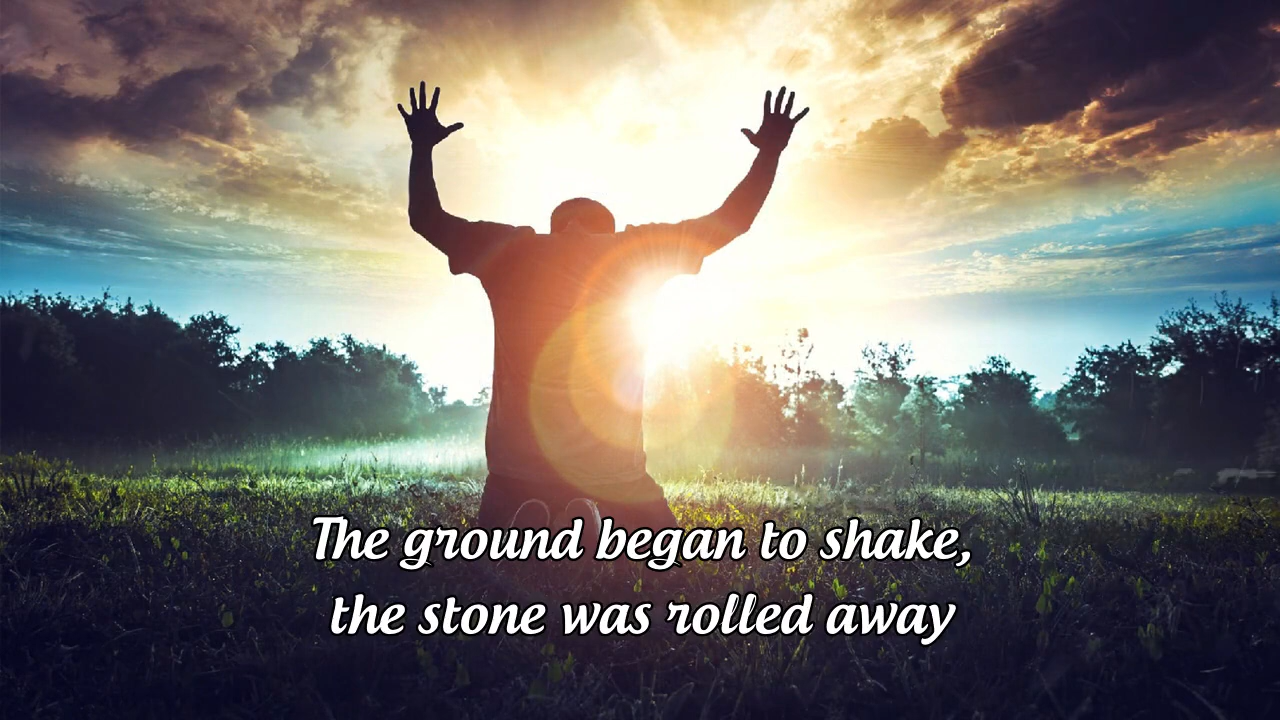 The ground began to shake,
the stone was rolled away